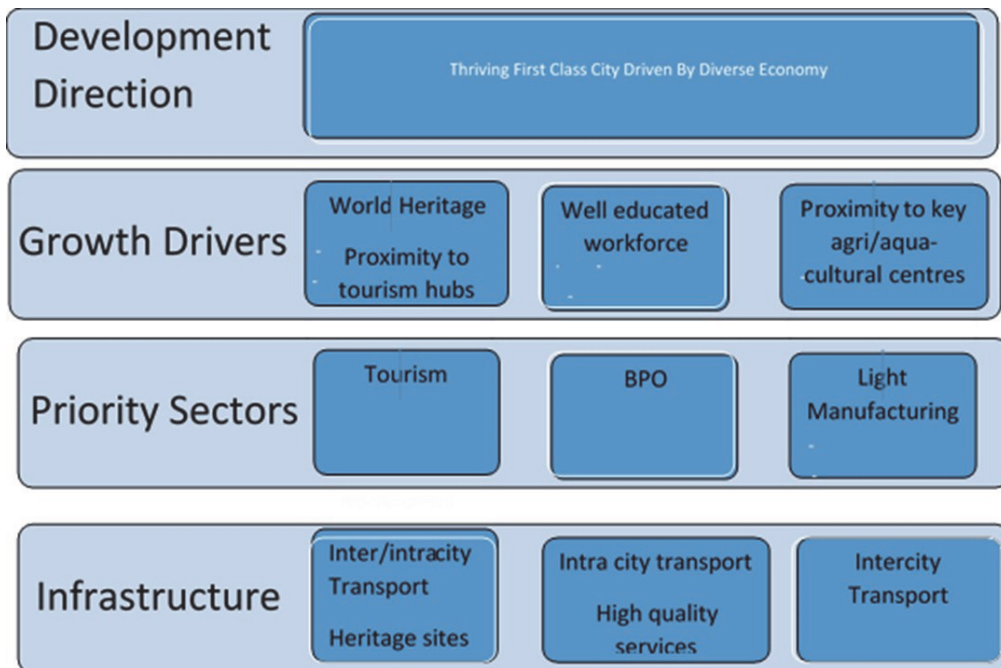 Development
Direction
Thriving First Class City Driven By Diverse Economy
Growth Drivers
World Heritage
Proximity to
tourism hubs
Well educated
workforce
Proximity to key
agri/aqua-
cultural centres
Priority Sectors
Tourism
BPO
Light
Manufacturing
Infrastructure
Inter/intracity
Transport
Heritage sites
Intra city transport
High quality
services
Intercity
Transport